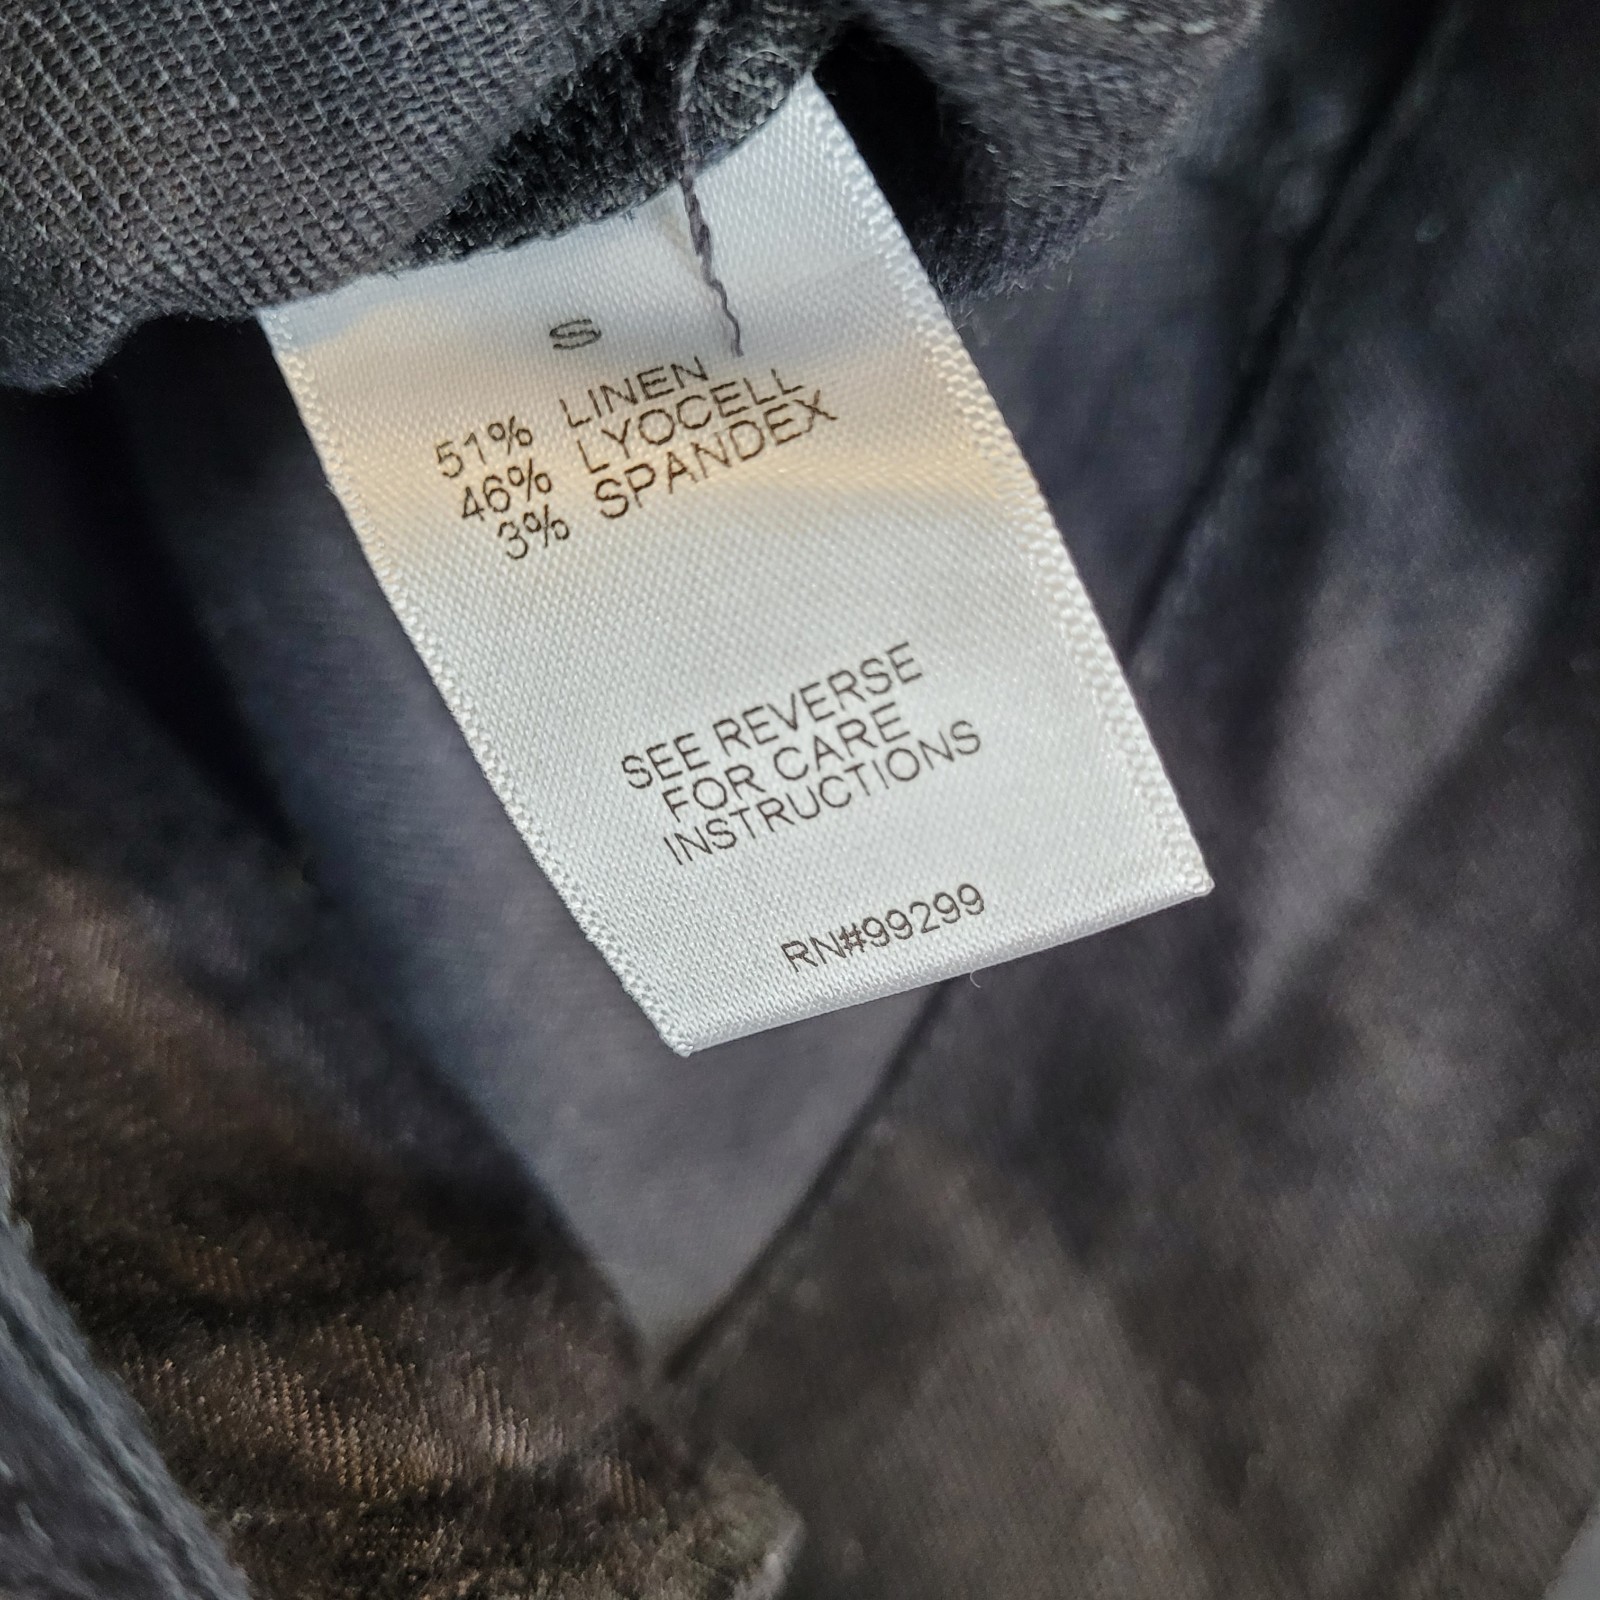 S
51% LINEN
46% LYOCELL
3% SPANDEX
SEE REVERSE
FOR CARE
INSTRUCTIONS
RN#99299